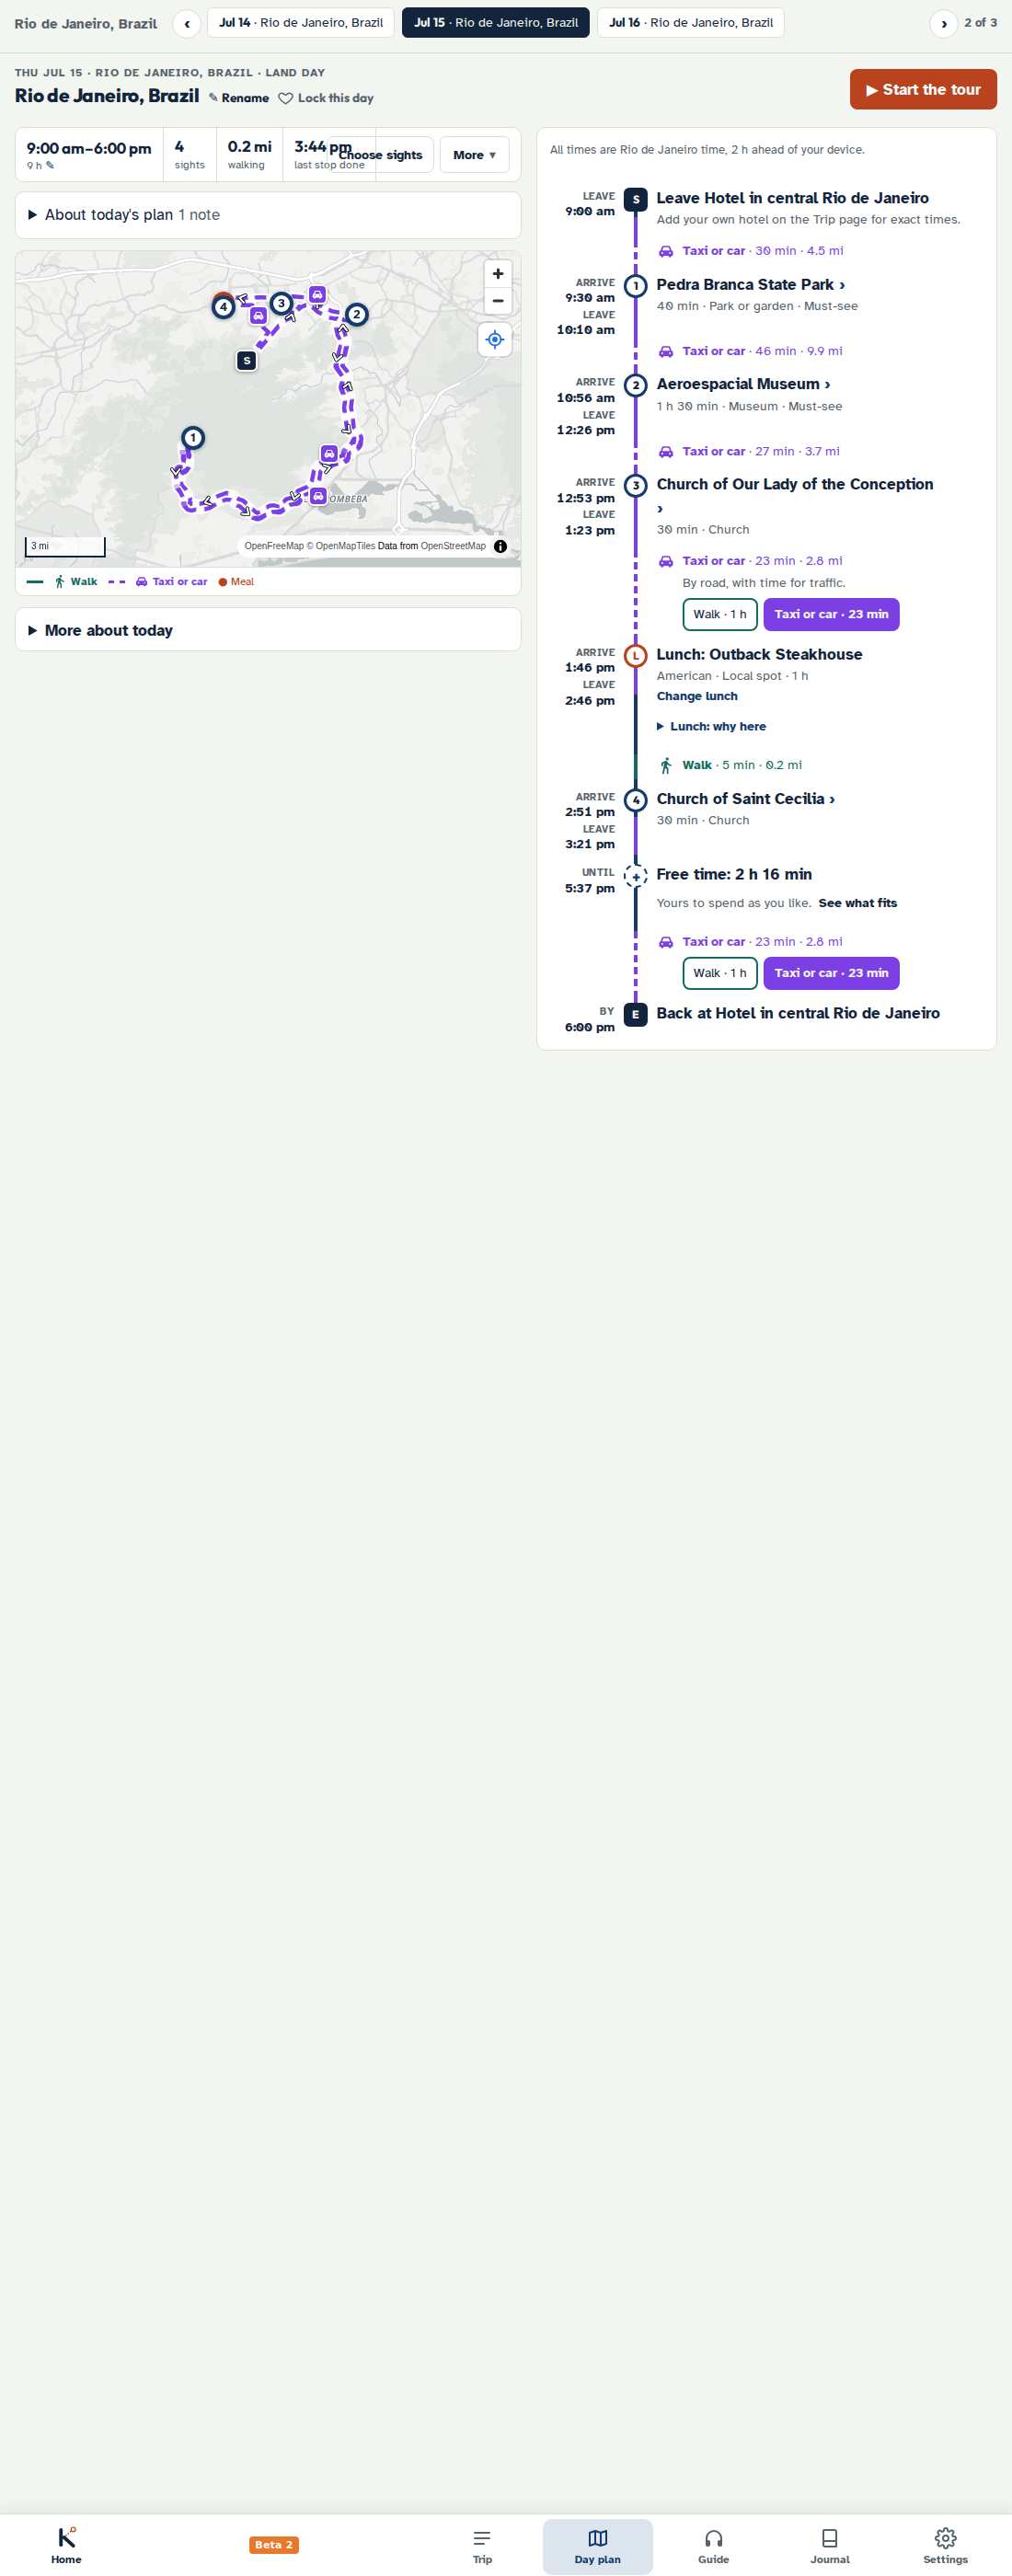 Rio de Janeiro, Brazil
‹
Jul 14 · Rio de Janeiro, Brazil
Jul 15 · Rio de Janeiro, Brazil
Jul 16 · Rio de Janeiro, Brazil
›
2 of 3
THU JUL 15 · RIO DE JANEIRO, BRAZIL · LAND DAY
Rio de Janeiro, Brazil ✎ Rename ♡ Lock this day
▶ Start the tour
9:00 am–6:00 pm
9 h ✎
4
sights
0.2 mi
walking
3:44 pm
last stop done
Choose sights
More ▾
▶ About today's plan 1 note
4
3
2
S
1
OMBEBA
+
−
3 mi
OpenFreeMap © OpenMapTiles Data from OpenStreetMap
Walk
Taxi or car
Meal
▶ More about today
All times are Rio de Janeiro time, 2 h ahead of your device.
LEAVE
9:00 am
S
Leave Hotel in central Rio de Janeiro
Add your own hotel on the Trip page for exact times.
Taxi or car · 30 min · 4.5 mi
ARRIVE
9:30 am
LEAVE
10:10 am
1
Pedra Branca State Park ›
40 min · Park or garden · Must-see
Taxi or car · 46 min · 9.9 mi
ARRIVE
10:56 am
LEAVE
12:26 pm
2
Aeroespacial Museum ›
1 h 30 min · Museum · Must-see
Taxi or car · 27 min · 3.7 mi
ARRIVE
12:53 pm
LEAVE
1:23 pm
3
Church of Our Lady of the Conception
›
30 min · Church
Taxi or car · 23 min · 2.8 mi
By road, with time for traffic.
Walk · 1 h
Taxi or car · 23 min
ARRIVE
1:46 pm
LEAVE
2:46 pm
L
Lunch: Outback Steakhouse
American · Local spot · 1 h
Change lunch
▶ Lunch: why here
Walk · 5 min · 0.2 mi
ARRIVE
2:51 pm
LEAVE
3:21 pm
4
Church of Saint Cecilia ›
30 min · Church
UNTIL
5:37 pm
+
Free time: 2 h 16 min
Yours to spend as you like. See what fits
Taxi or car · 23 min · 2.8 mi
Walk · 1 h
Taxi or car · 23 min
BY
6:00 pm
E
Back at Hotel in central Rio de Janeiro
Home
Beta 2
Trip
Day plan
Guide
Journal
Settings